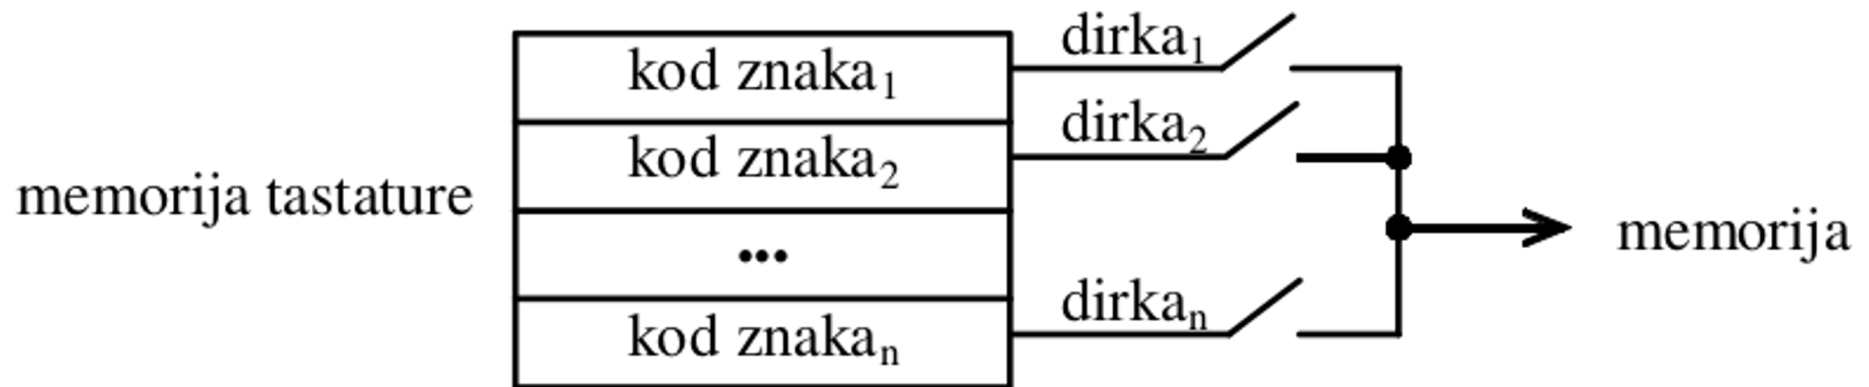 kod znaka₁ dirka₁
kod znaka₂ dirka₂
memorija tastature
••• memorija
kod znakaₙ dirkaₙ